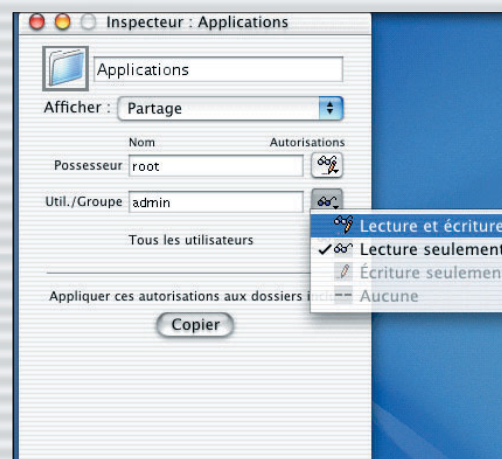 Inspecteur : Applications
Applications
Afficher : Partage
Nom Autorisations
Possesseur root
Util./Groupe admin
Lecture et écriture
Tous les utilisateurs
Lecture seulement
Écriture seulemen
Appliquer ces autorisations aux dossiers
Aucune
Copier